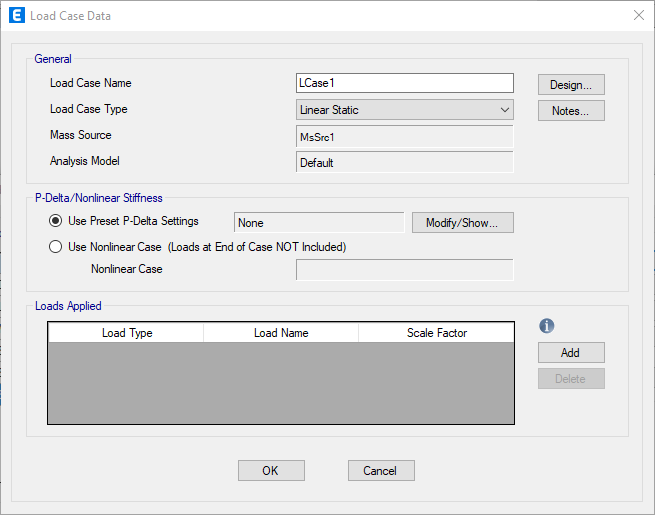 E Load Case Data
General
Load Case Name LCase1 Design...
Load Case Type Linear Static Notes...
Mass Source MsSrc1
Analysis Model Default
P-Delta/Nonlinear Stiffness
Use Preset P-Delta Settings None Modify/Show...
Use Nonlinear Case (Loads at End of Case NOT Included)
Nonlinear Case
Loads Applied
Load Type Load Name Scale Factor
i
Add
Delete
OK Cancel